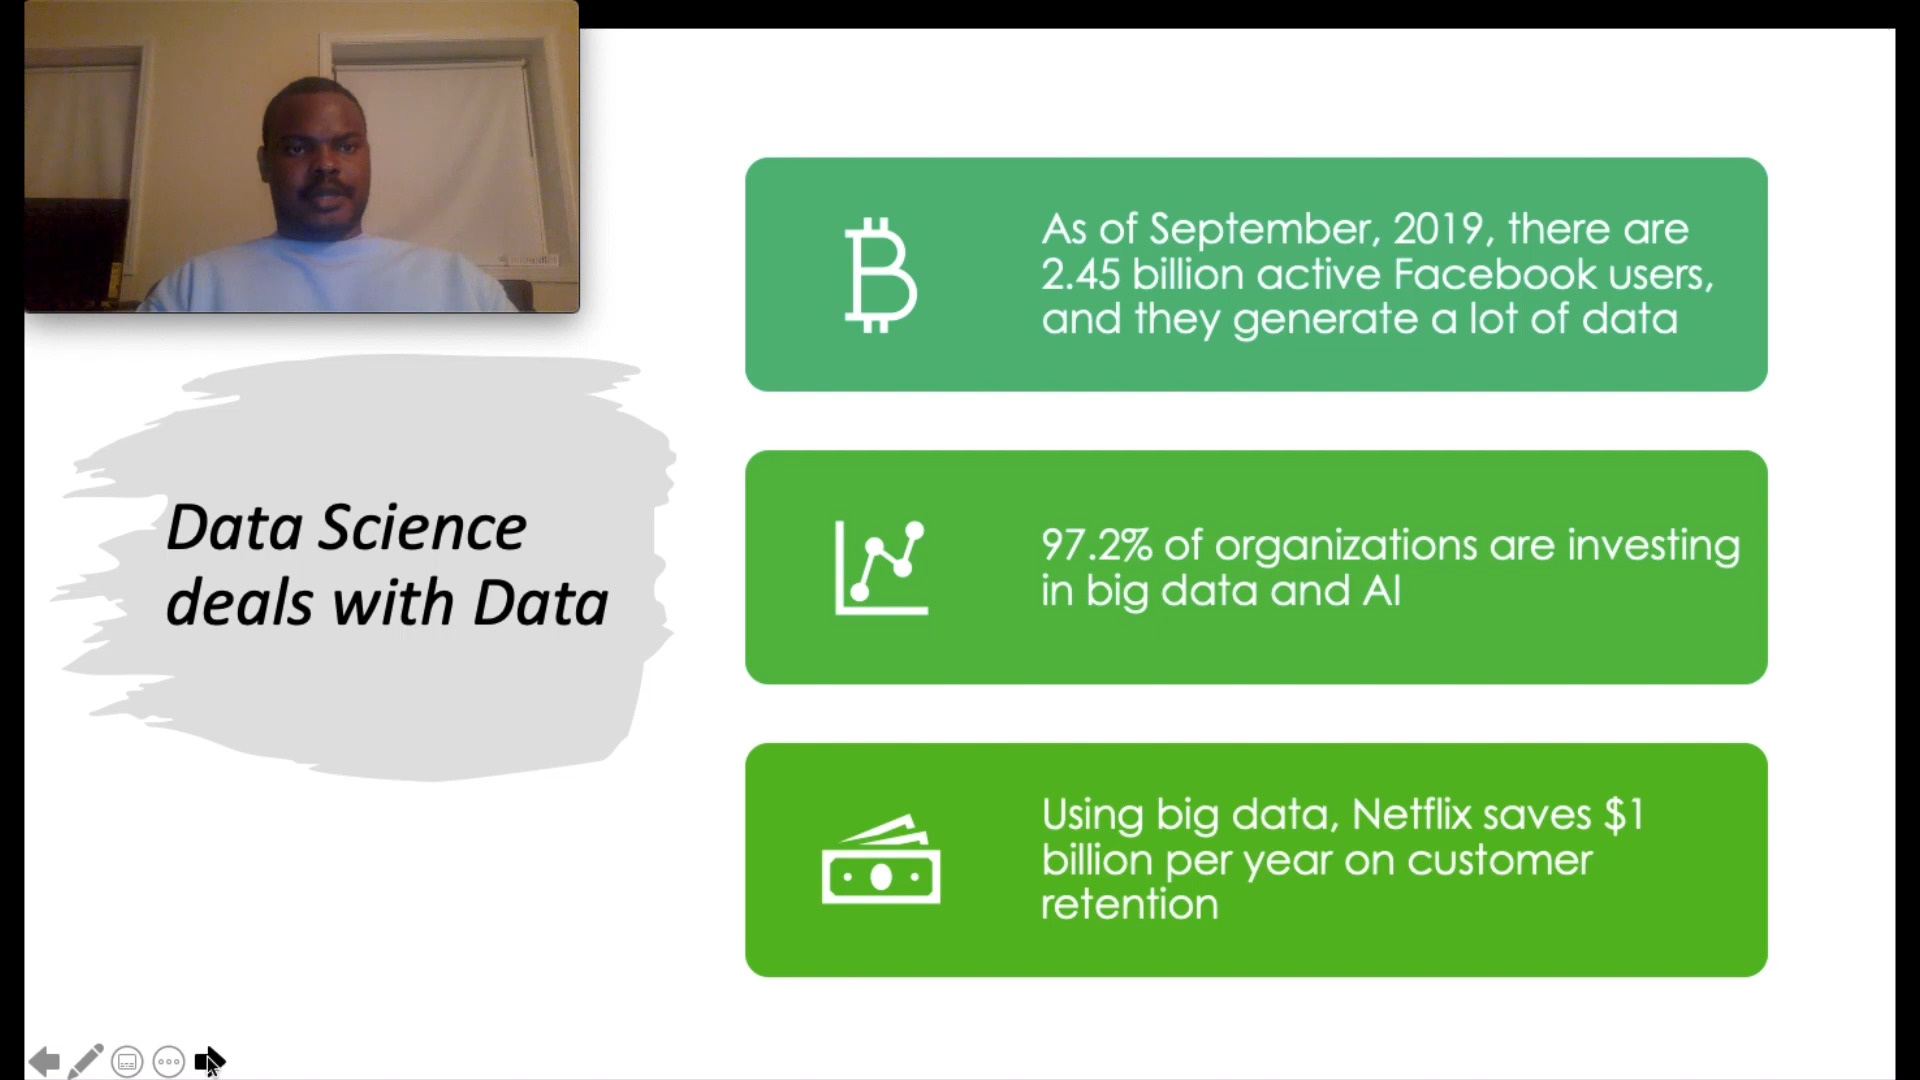 Data Science
deals with Data
As of September, 2019, there are
2.45 billion active Facebook users,
and they generate a lot of data
97.2% of organizations are investing
in big data and AI
Using big data, Netflix saves $1
billion per year on customer
retention